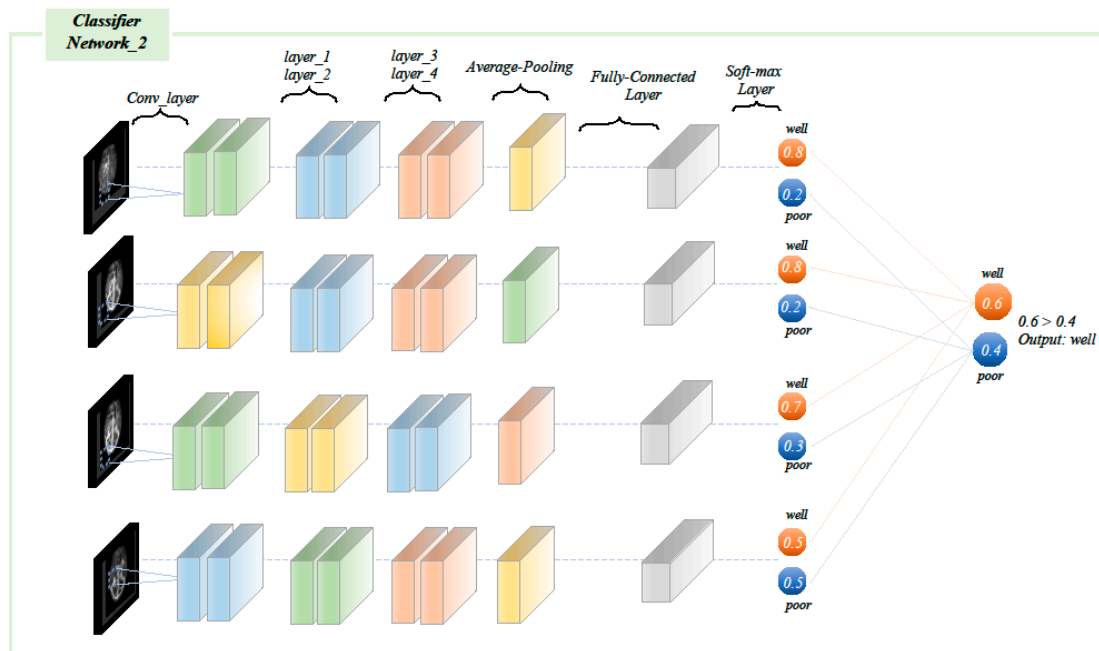 Classifier
Network_2
Conv_layer
layer_1
layer_2
layer_3
layer_4
Average-Pooling
Fully-Connected
Layer
Soft-max
Layer
well
0.8
0.2
poor
well
0.8
0.2
poor
well
0.7
0.3
poor
well
0.5
0.5
poor
well
0.6
0.4
poor
0.6 > 0.4
Output: well